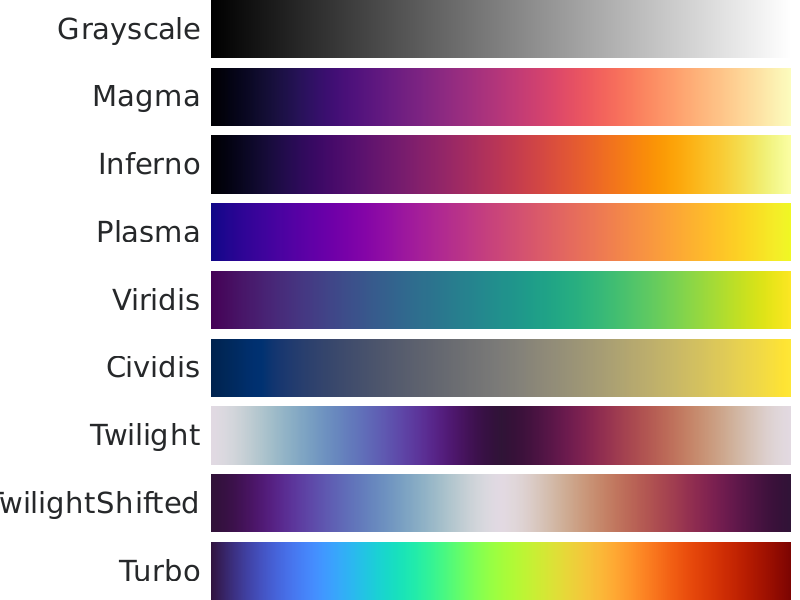 Grayscale
Magma
Inferno
Plasma
Viridis
Cividis
Twilight
wilightShifted
Turbo